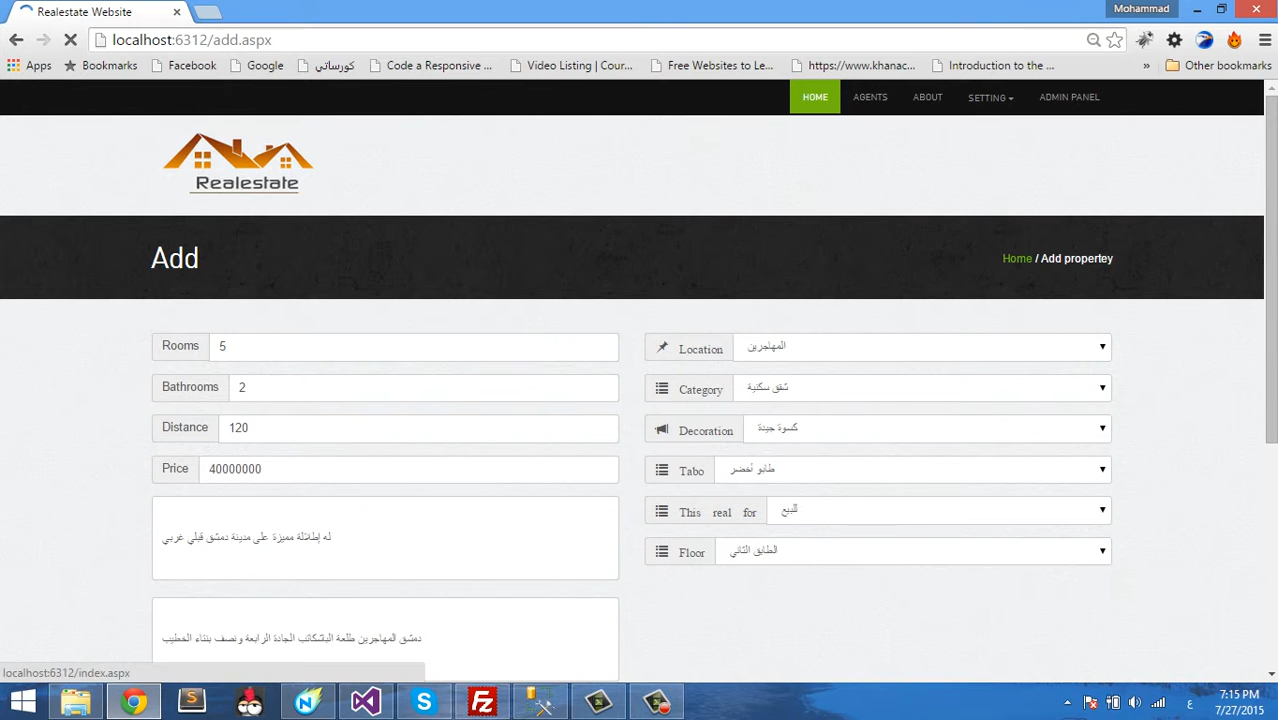 Realestate Website
Mohammad
localhost:6312/add.aspx
Apps
Bookmarks
Facebook
Google
كورساتي
Code a Responsive ...
Video Listing | Cour...
Free Websites to Le...
https://www.khanac...
Introduction to the ...
»
Other bookmarks
HOME
AGENTS
ABOUT
SETTING
ADMIN PANEL
Realestate
Add
Home / Add propertey
Rooms 5
Location المهاجرين
Bathrooms 2
Category شقق سكنية
Distance 120
Decoration كسوة جيدة
Price 40000000
Tabo طابو أخضر
This real for للبيع
له إطلالة مميزة على مدينة دمشق قبلي غربي
Floor الطابق الثاني
دمشق المهاجرين طلعة الباشكاتب الجادة الرابعة ونصف بنتاء الخطيب
localhost:6312/index.aspx
ع
7:15 PM
7/27/2015